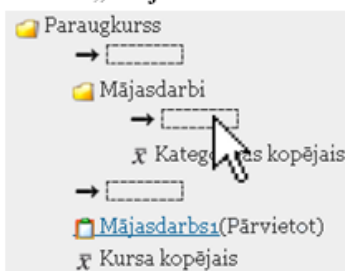 Paraugkurss
Mājasdarbi
kopējais
Mājasdarbs1(Pārvietot)
x̄ Kursa kopējais